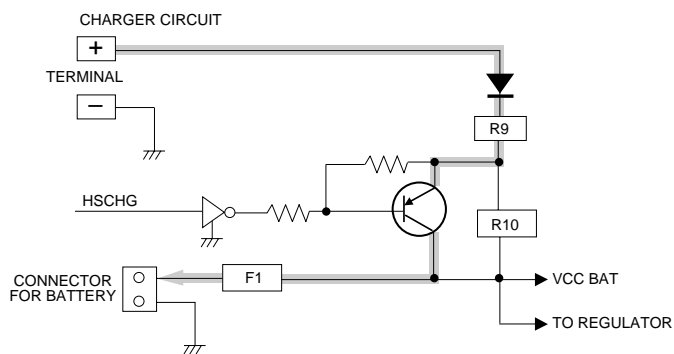 CHARGER CIRCUIT
+
TERMINAL
−
R9
HSCHG
R10
F1
CONNECTOR
FOR BATTERY
VCC BAT
TO REGULATOR